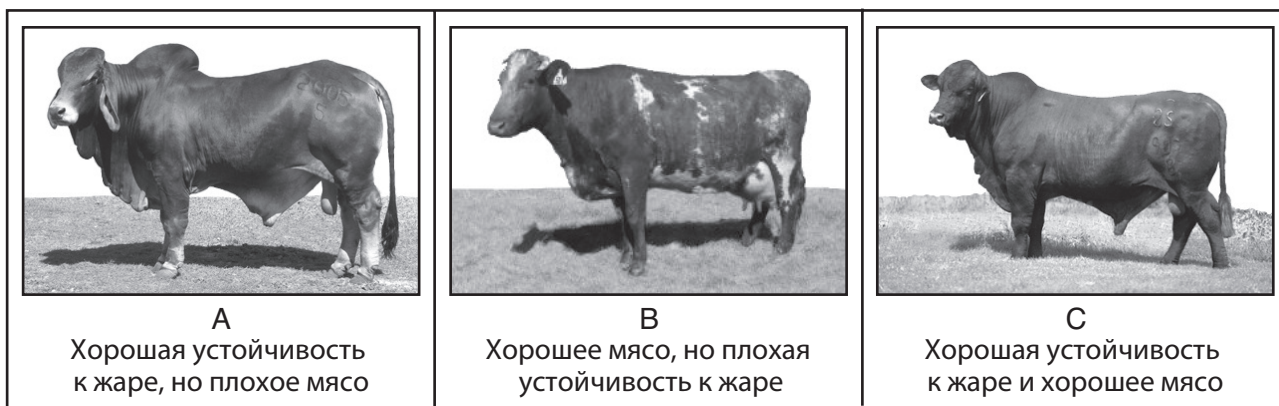 A
Хорошая устойчивость
к жаре, но плохое мясо
B
Хорошее мясо, но плохая
устойчивость к жаре
C
Хорошая устойчивость
к жаре и хорошее мясо